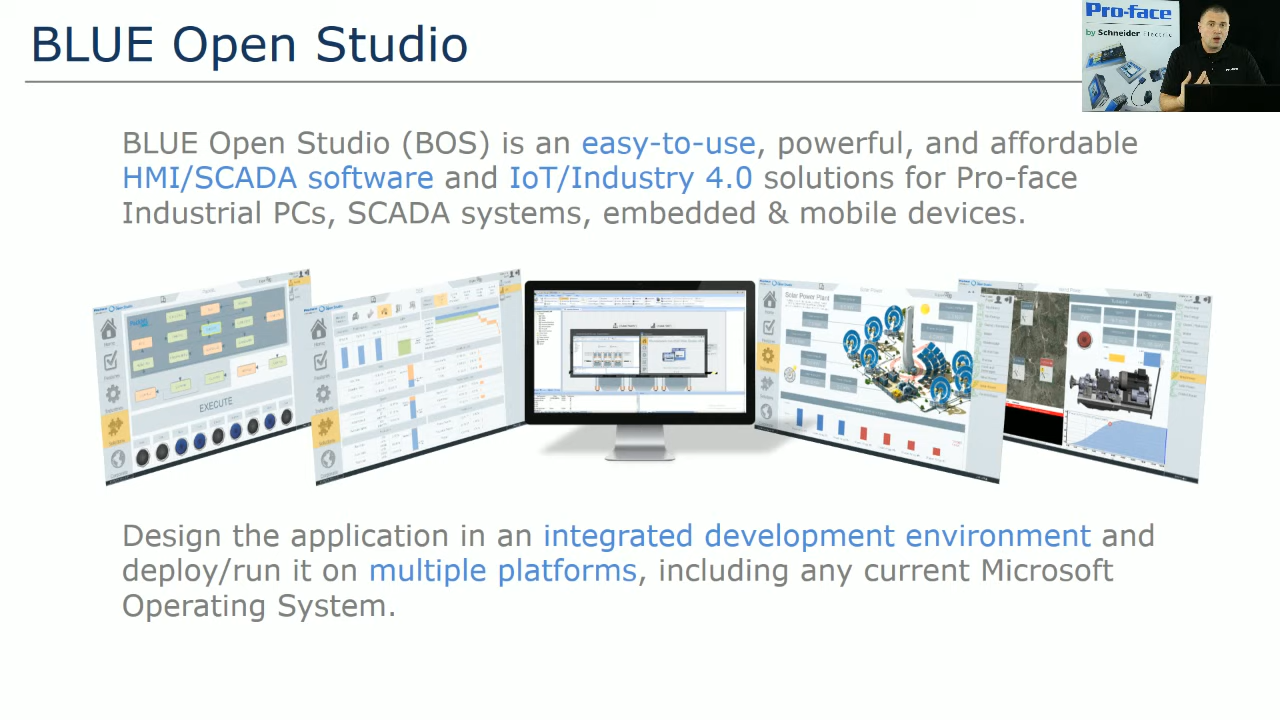 BLUE Open Studio
Pro-face
by Schneider Electric
BLUE Open Studio (BOS) is an easy-to-use, powerful, and affordable
HMI/SCADA software and IoT/Industry 4.0 solutions for Pro-face
Industrial PCs, SCADA systems, embedded & mobile devices.
EXECUTE
Solar Power Plant
Design the application in an integrated development environment and
deploy/run it on multiple platforms, including any current Microsoft
Operating System.